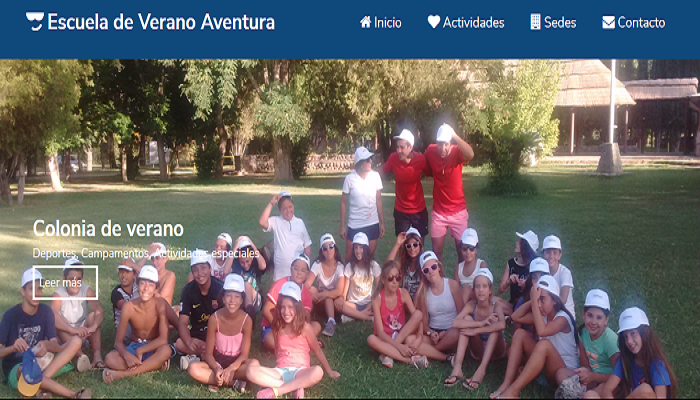 Escuela de Verano Aventura
Inicio
Actividades
Sedes
Contacto
Colonia de verano
Deportes, Campamentos, Actividades especiales
Leer más